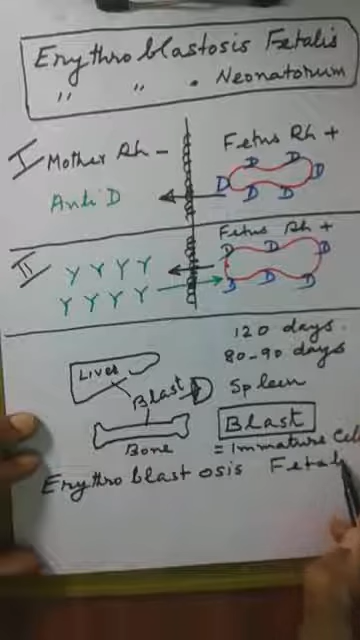 Erythroblastosis Fetalis
" " . Neonatorum
I Mother Rh -
Fetus Rh +
D D D D D D
Anti D
II
Fetus Rh +
Y Y Y Y
Y Y Y Y
D D D D D D
120 days
80-90 days
Liver
Blast
Spleen
Bone
Blast
= Immature Cell
Erythroblastosis Fetal